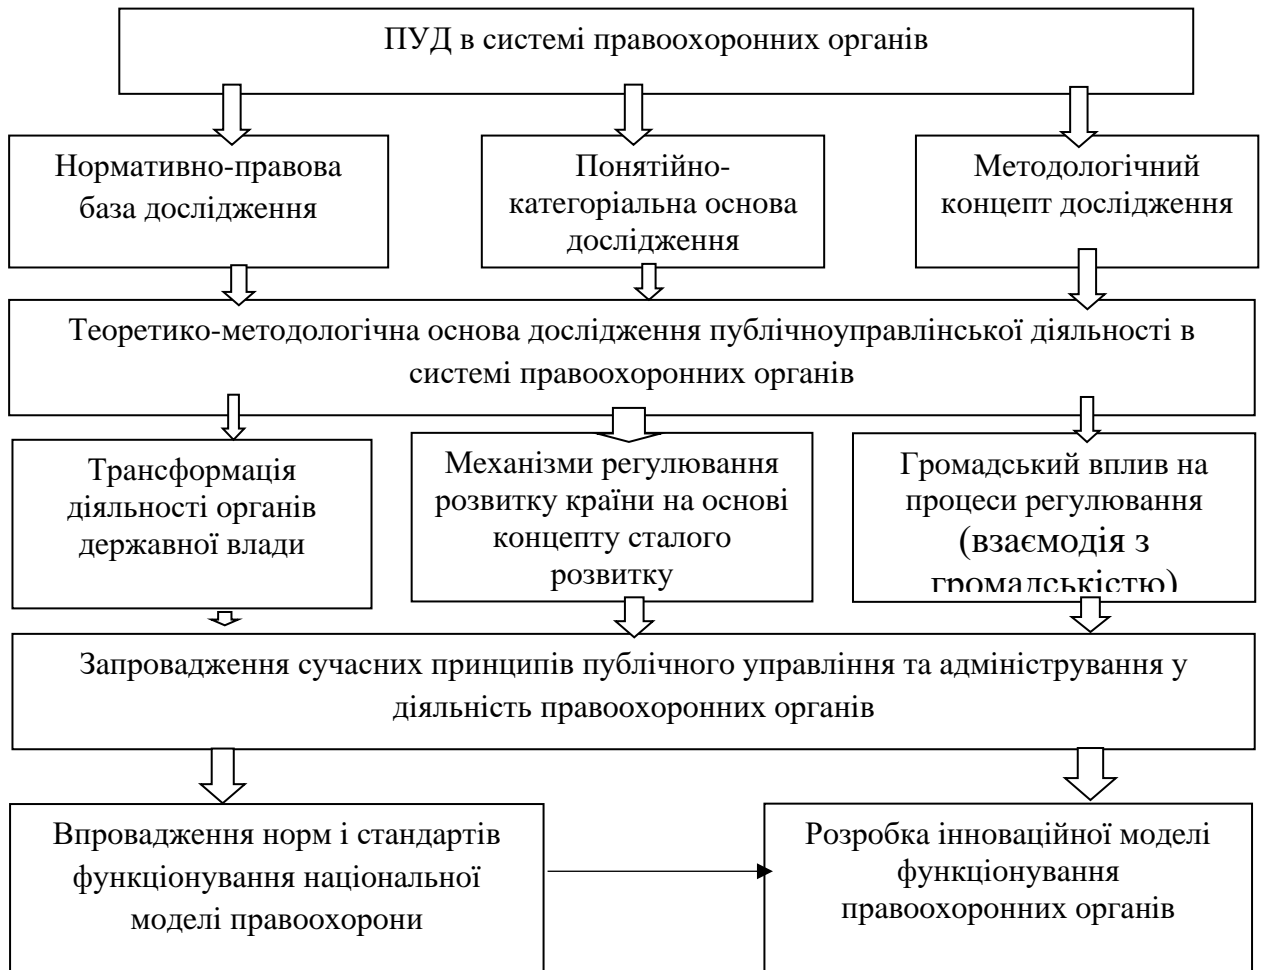 ПУД в системі правоохоронних органів
Нормативно-правова
база дослідження
Понятійно-
категоріальна основа
дослідження
Методологічний
концепт дослідження
Теоретико-методологічна основа дослідження публічноуправлінської діяльності в
системі правоохоронних органів
Трансформація
діяльності органів
державної влади
Механізми регулювання
розвитку країни на основі
концепту сталого
розвитку
Громадський вплив на
процеси регулювання
(взаємодія з
громадськістю)
Запровадження сучасних принципів публічного управління та адміністрування у
діяльність правоохоронних органів
Впровадження норм і стандартів
функціонування національної
моделі правоохорони
Розробка інноваційної моделі
функціонування
правоохоронних органів